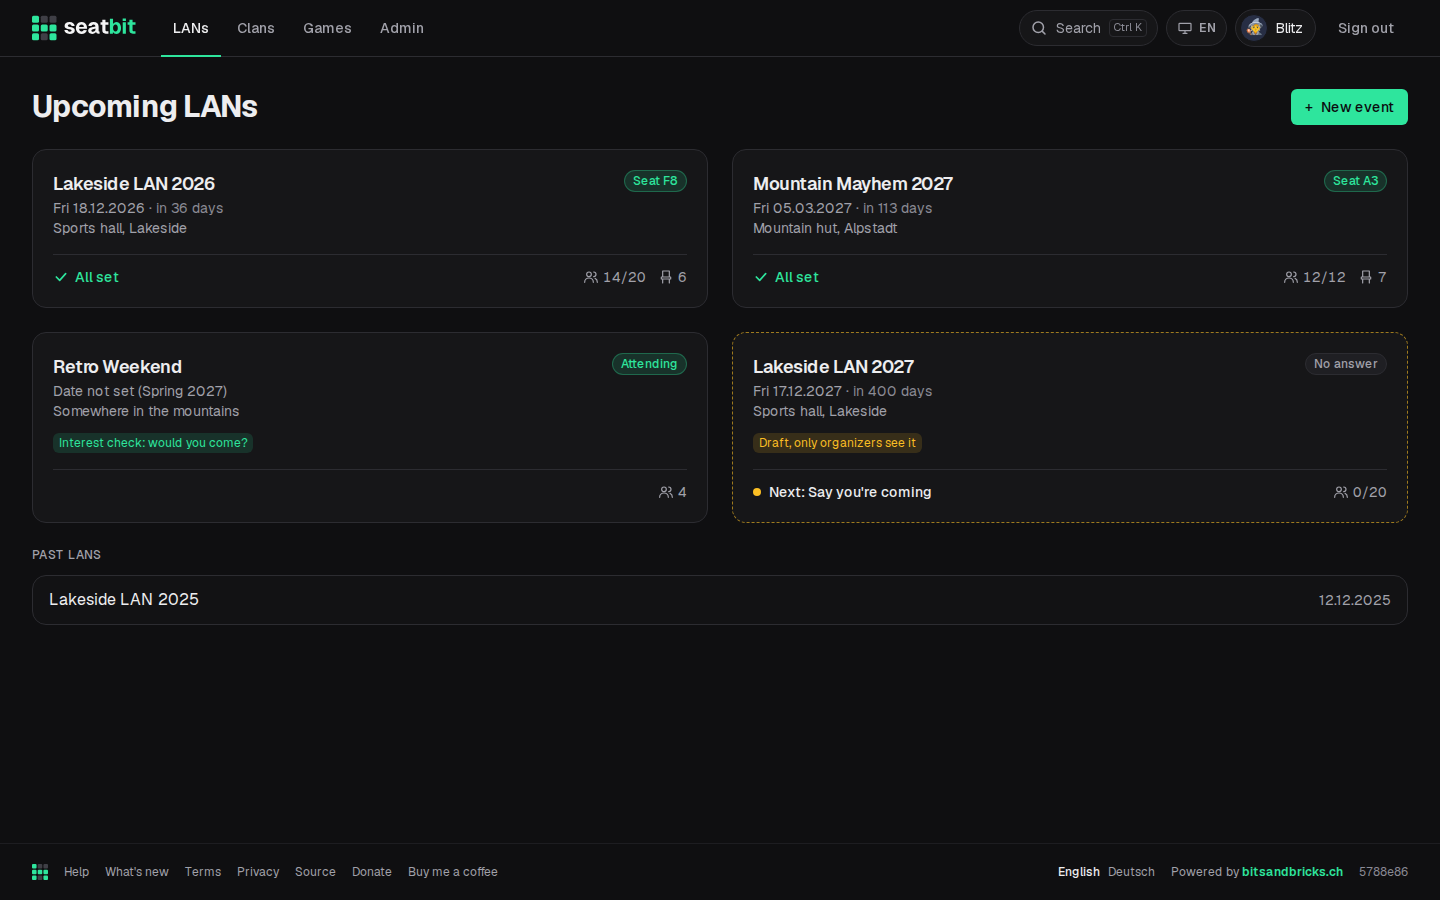 seatbit LANs Clans Games Admin Search Ctrl K EN Blitz Sign out
Upcoming LANs + New event
Lakeside LAN 2026 Seat F8
Fri 18.12.2026 · in 36 days
Sports hall, Lakeside
All set 14/20 6
Mountain Mayhem 2027 Seat A3
Fri 05.03.2027 · in 113 days
Mountain hut, Alpstadt
All set 12/12 7
Retro Weekend Attending
Date not set (Spring 2027)
Somewhere in the mountains
Interest check: would you come?
4
Lakeside LAN 2027 No answer
Fri 17.12.2027 · in 400 days
Sports hall, Lakeside
Draft, only organizers see it
Next: Say you're coming 0/20
PAST LANS
Lakeside LAN 2025 12.12.2025
Help What's new Terms Privacy Source Donate Buy me a coffee English Deutsch Powered by bitsandbricks.ch 5788e86